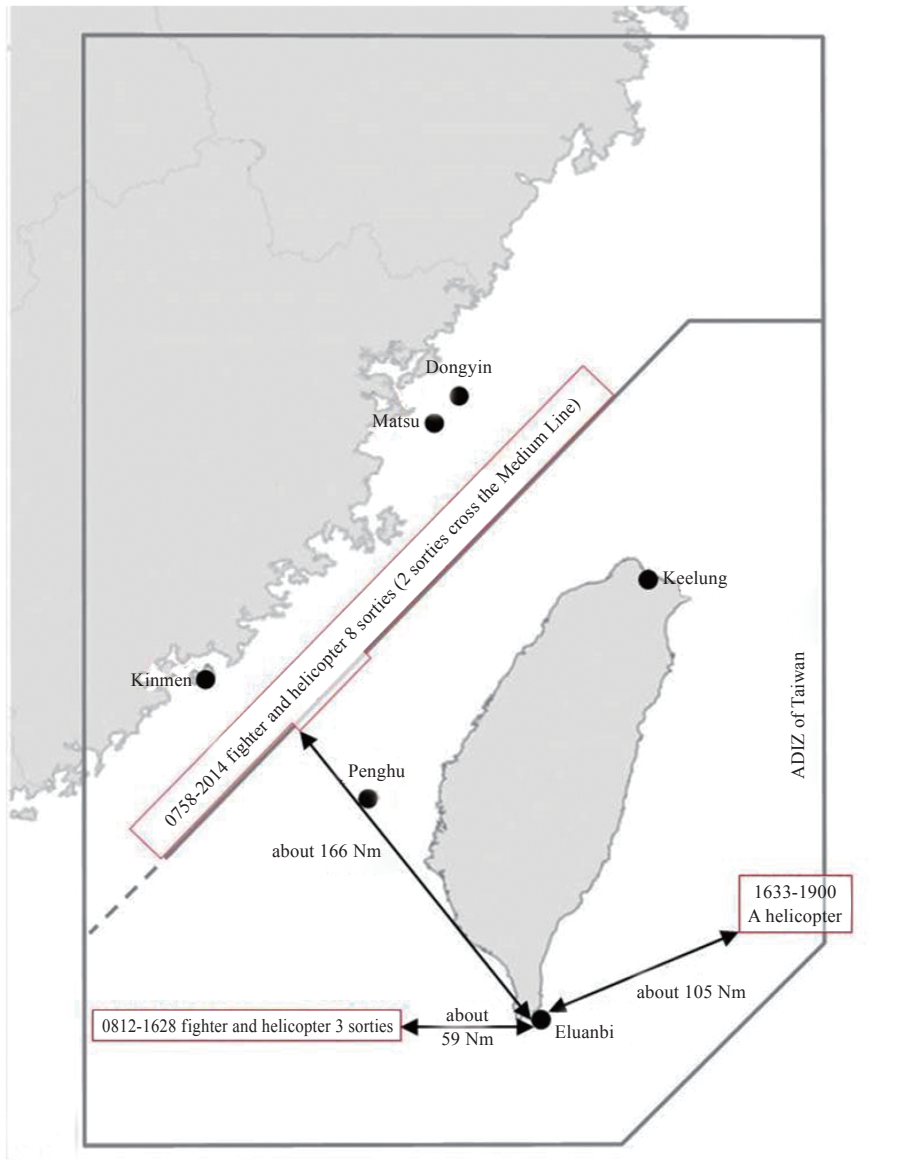 Dongyin
Matsu
0758-2014 fighter and helicopter 8 sorties (2 sorties cross the Medium Line)
Keelung
Kinmen
ADIZ of Taiwan
Penghu
about 166 Nm
1633-1900
A helicopter
about 105 Nm
0812-1628 fighter and helicopter 3 sorties
about
59 Nm
Eluanbi